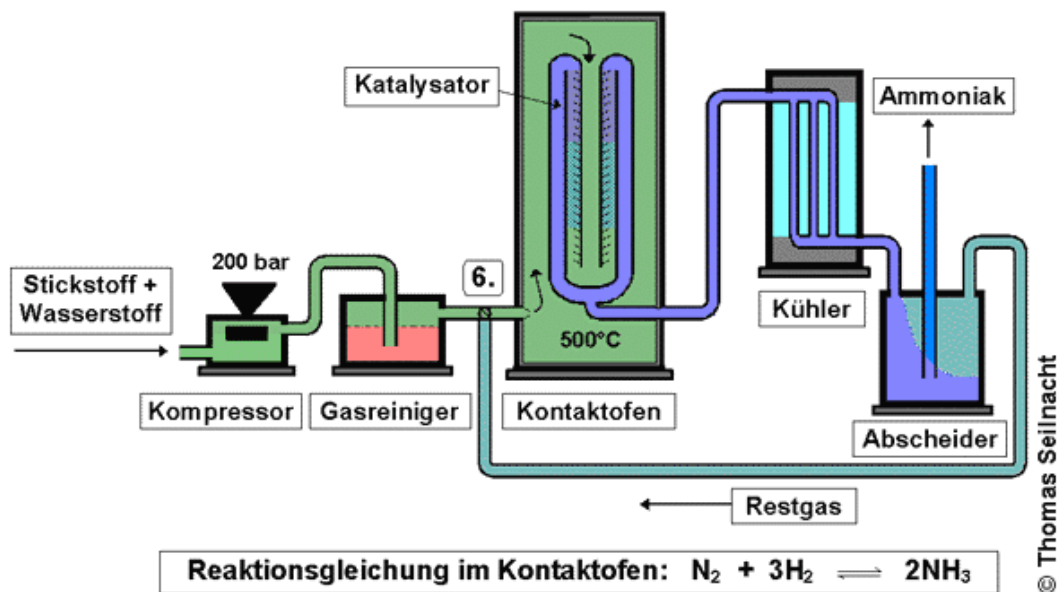 Katalysator
Ammoniak
Stickstoff +
Wasserstoff
200 bar
6.
500°C
Kühler
Kompressor
Gasreiniger
Kontaktofen
Abscheider
Restgas
Reaktionsgleichung im Kontaktofen: N₂ + 3H₂ ⇌ 2NH₃
© Thomas Seilnacht